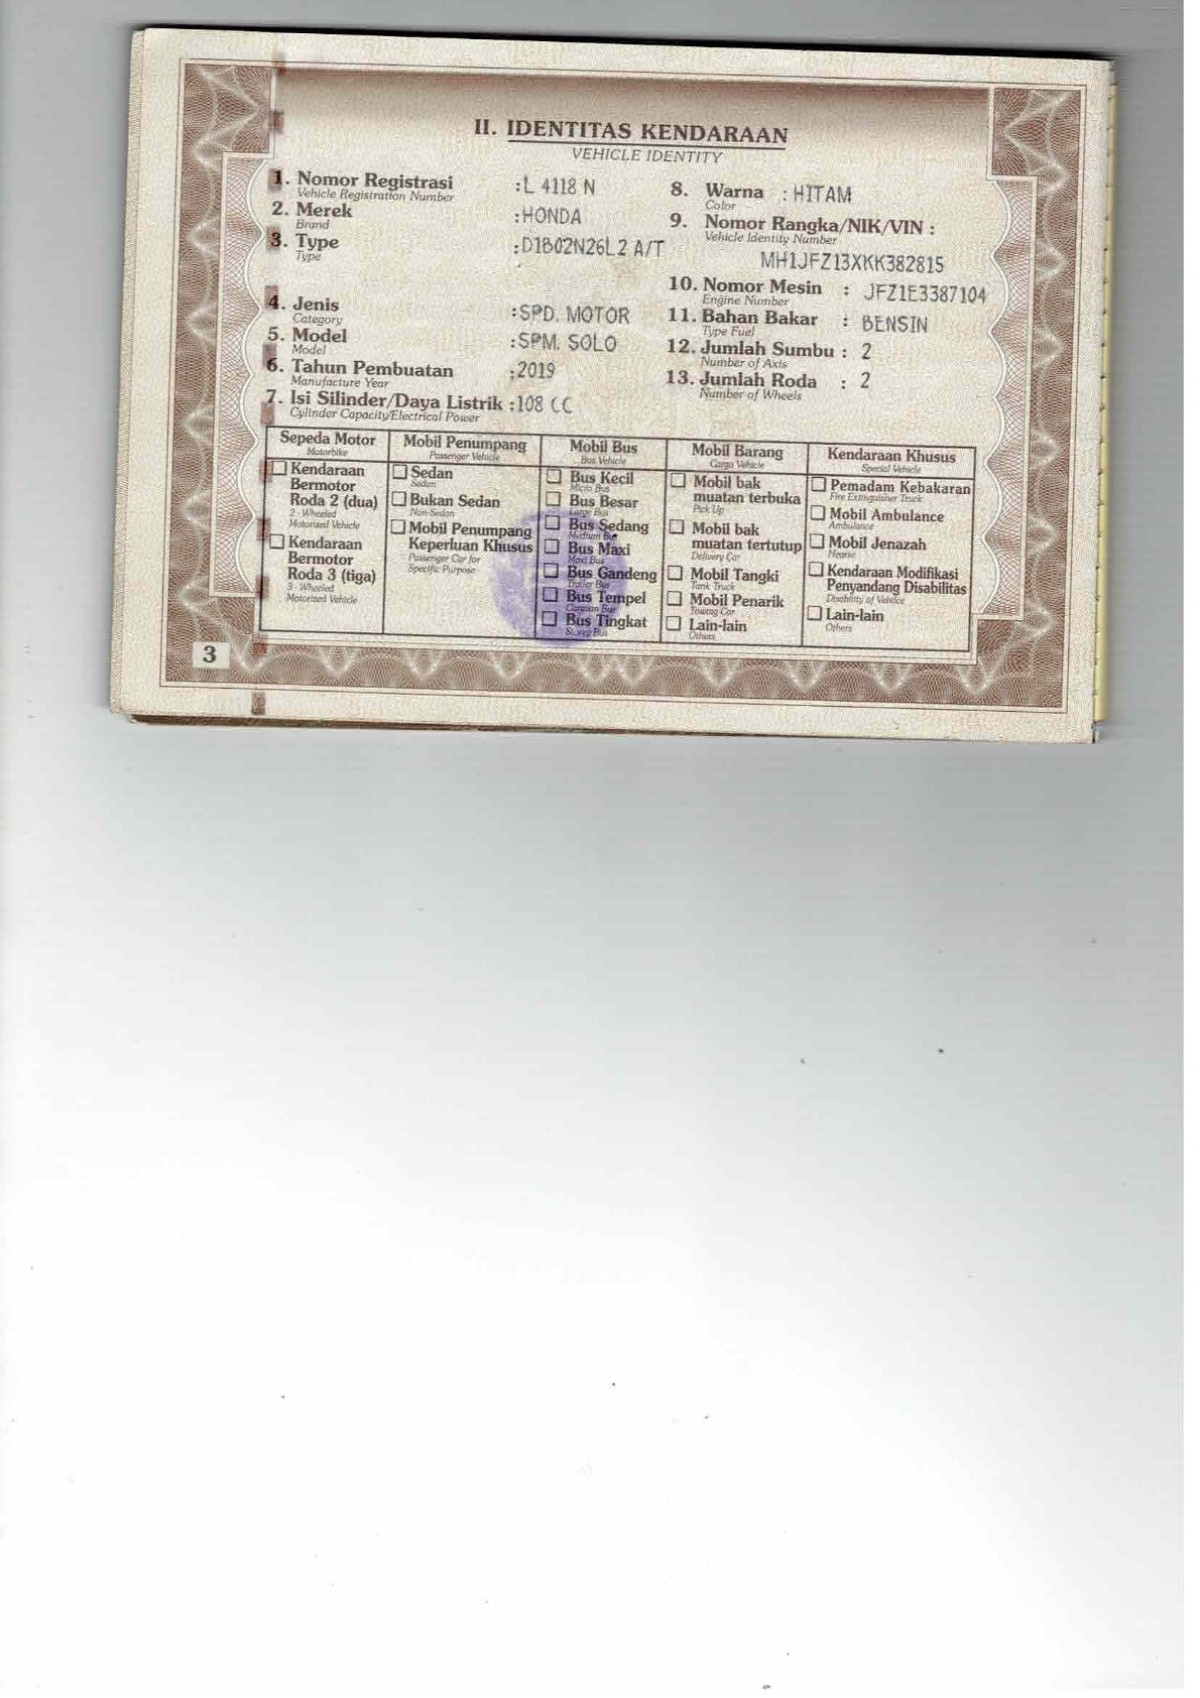 II. IDENTITAS KENDARAAN
VEHICLE IDENTITY
1. Nomor Registrasi : L 4118 N
Vehicle Registration Number
2. Merek : HONDA
Brand
3. Type : D1B02N26L2 A/T
Type
4. Jenis : SPD. MOTOR
Category
5. Model : SPM. SOLO
Model
6. Tahun Pembuatan : 2019
Manufacture Year
7. Isi Silinder/Daya Listrik : 108 CC
Cylinder Capacity/Electrical Power
8. Warna : HITAM
Color
9. Nomor Rangka/NIK/VIN :
Vehicle Identity Number
MH1JFZ13XKK382815
10. Nomor Mesin : JFZ1E3387104
Engine Number
11. Bahan Bakar : BENSIN
Type Fuel
12. Jumlah Sumbu : 2
Number of Axis
13. Jumlah Roda : 2
Number of Wheels
Sepeda Motor
Motorbike
Kendaraan
Bermotor
Roda 2 (dua)
2 - Wheeled
Motorized Vehicle
Kendaraan
Bermotor
Roda 3 (tiga)
3 - Wheeled
Motorized Vehicle
Mobil Penumpang
Passenger Vehicle
Sedan
Sedan
Bukan Sedan
Non-Sedan
Mobil Penumpang
Keperluan Khusus
Passenger Car for
Specific Purpose
Mobil Bus
Bus Vehicle
Bus Kecil
Micro Bus
Bus Besar
Large Bus
Bus Sedang
Medium Bus
Bus Maxi
Maxi Bus
Bus Gandeng
Trailer Bus
Bus Tempel
Caravan Bus
Bus Tingkat
Storey Bus
Mobil Barang
Cargo Vehicle
Mobil bak
muatan terbuka
Pick Up
Mobil bak
muatan tertutup
Delivery Car
Mobil Tangki
Tank Truck
Mobil Penarik
Towing Car
Lain-lain
Others
Kendaraan Khusus
Special Vehicle
Pemadam Kebakaran
Fire Extinguisher Truck
Mobil Ambulance
Ambulance
Mobil Jenazah
Hearse
Kendaraan Modifikasi
Penyandang Disabilitas
Disability of Vehicle
Lain-lain
Others
3